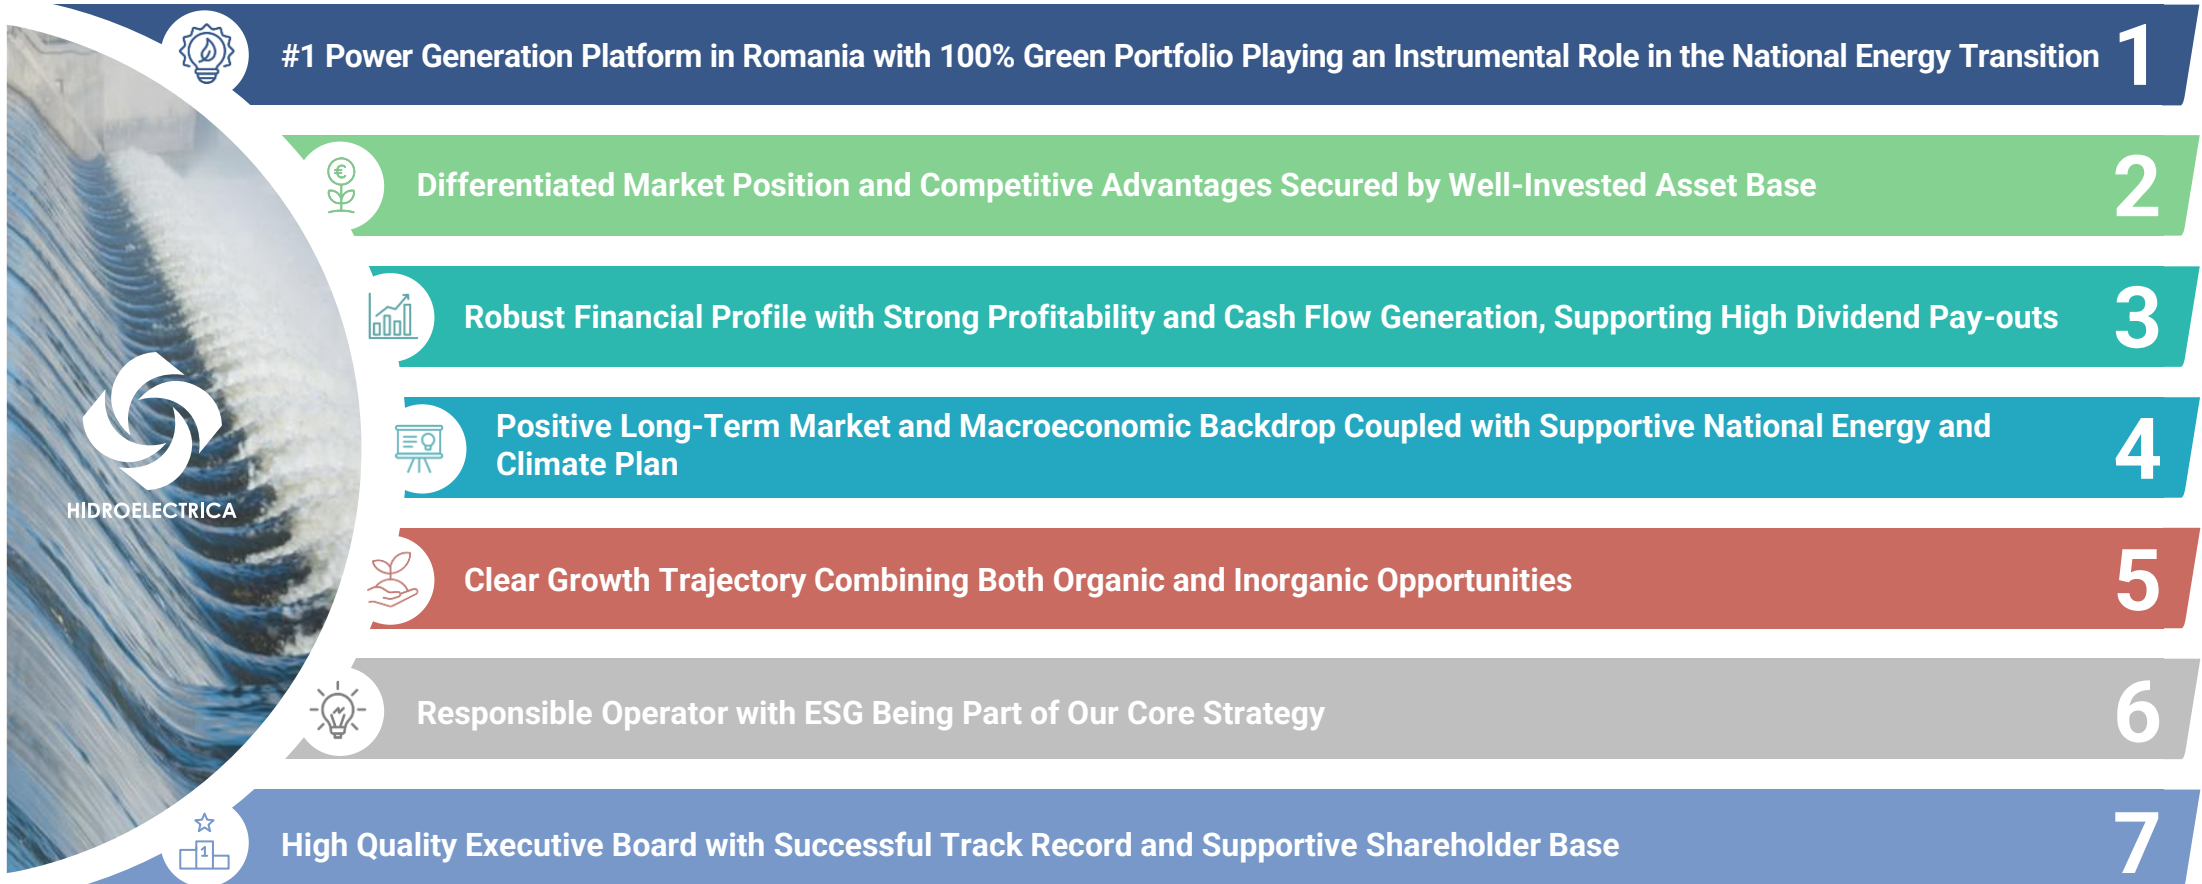 #1 Power Generation Platform in Romania with 100% Green Portfolio Playing an Instrumental Role in the National Energy Transition 1
Differentiated Market Position and Competitive Advantages Secured by Well-Invested Asset Base 2
€
Robust Financial Profile with Strong Profitability and Cash Flow Generation, Supporting High Dividend Pay-outs 3
Positive Long-Term Market and Macroeconomic Backdrop Coupled with Supportive National Energy and
Climate Plan 4
HIDROELECTRICA
Clear Growth Trajectory Combining Both Organic and Inorganic Opportunities 5
Responsible Operator with ESG Being Part of Our Core Strategy 6
High Quality Executive Board with Successful Track Record and Supportive Shareholder Base 7
1